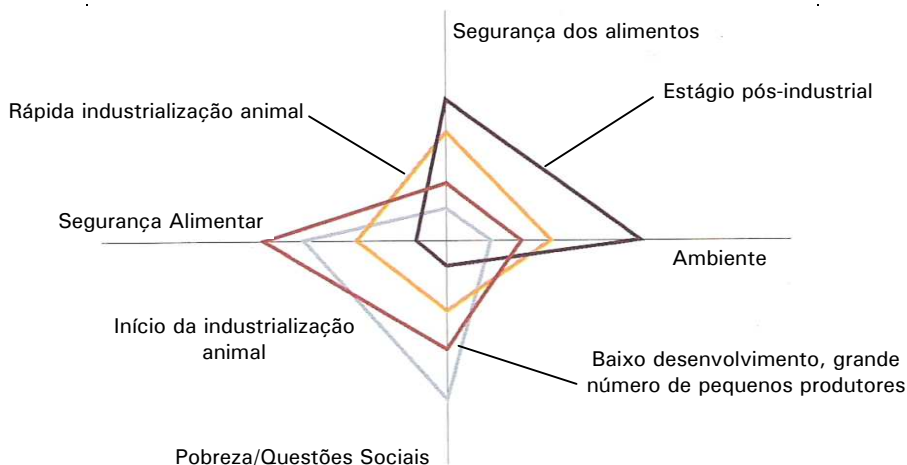 Segurança dos alimentos
Estágio pós-industrial
Rápida industrialização animal
Segurança Alimentar
Ambiente
Início da industrialização
animal
Baixo desenvolvimento, grande
número de pequenos produtores
Pobreza/Questões Sociais